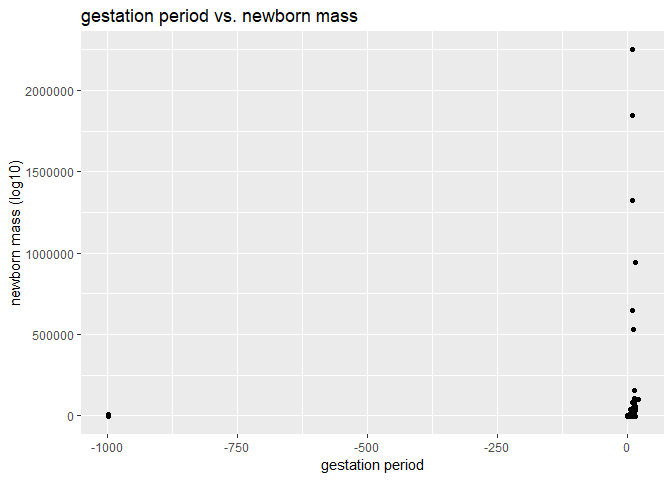 gestation period vs. newborn mass
2000000
1500000
1000000
500000
0
newborn mass (log10)
-1000 -750 -500 -250 0
gestation period